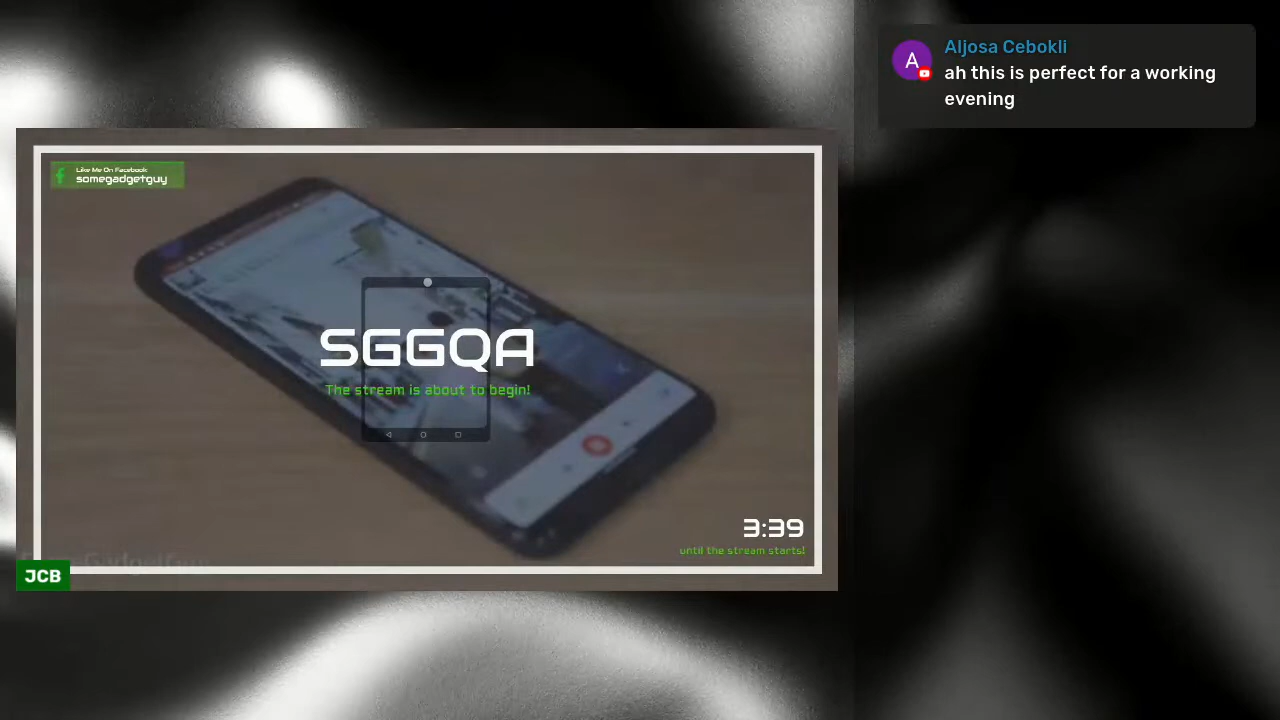 Aljosa Cebokli
ah this is perfect for a working
evening
A
Like Me On Facebook
somegadgetguy
SGGQA
The stream is about to begin!
3:39
until the stream starts!
SomeGadgetGuy
JCB